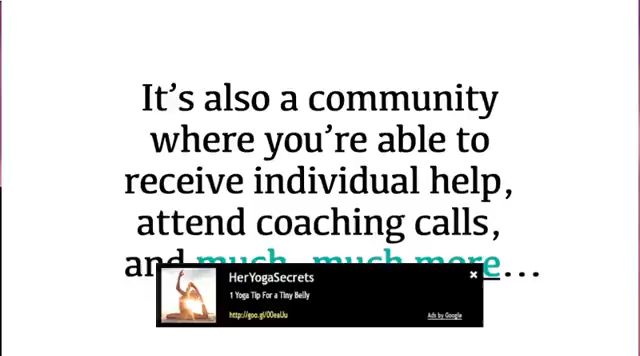 It's also a community
where you're able to
receive individual help,
attend coaching calls,
and much, much more...
HerYogaSecrets
1 Yoga Tip For a Tiny Belly
http://goo.gl/00eaUu
Ads by Google